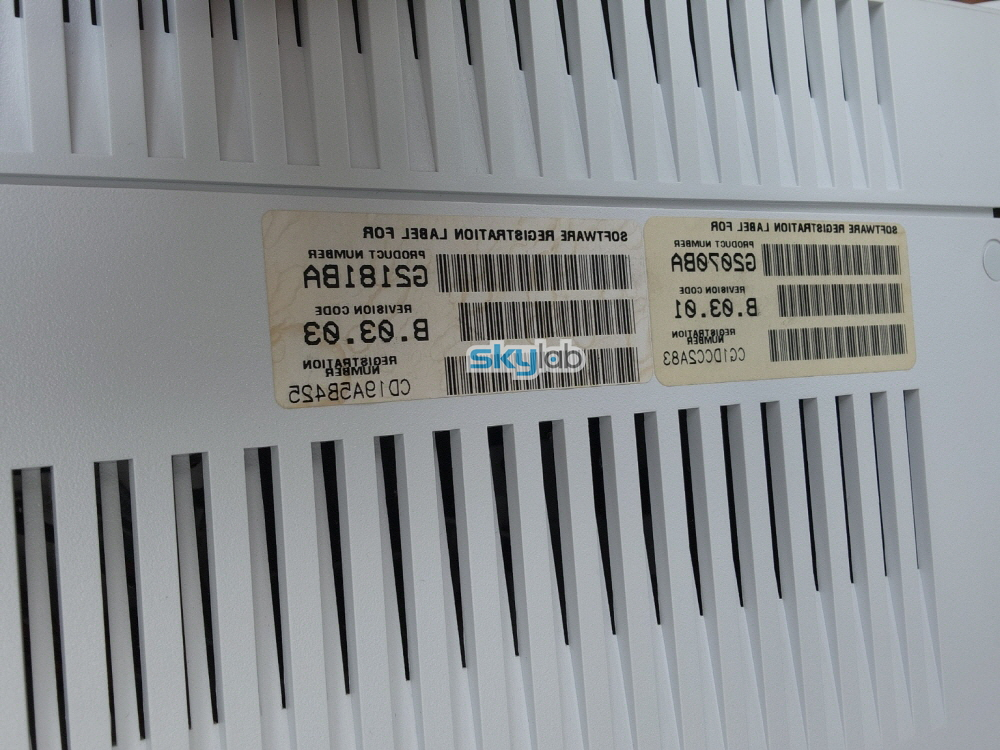 SOFTWARE REGISTRATION LABEL FOR
PRODUCT NUMBER
G2070BA
REVISION CODE
B.03.01
REGISTRATION
NUMBER
CG1DCC2A83
SOFTWARE REGISTRATION LABEL FOR
PRODUCT NUMBER
G2181BA
REVISION CODE
B.03.03
REGISTRATION
NUMBER
CD19A5B425
skylab